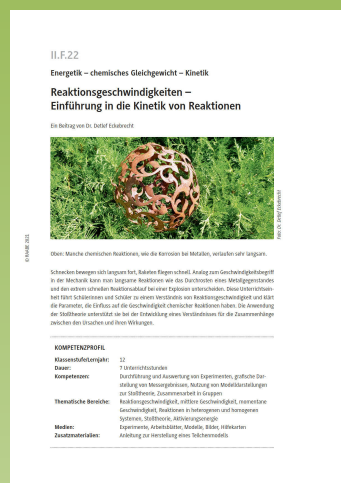 II.F.22
Energetik – chemisches Gleichgewicht – Kinetik
Reaktionsgeschwindigkeiten –
Einführung in die Kinetik von Reaktionen
Ein Beitrag von Dr. Detlef Eckebrecht
© RAABE 2021
Foto: Dr. Detlef Eckebrecht
Oben: Manche chemischen Reaktionen, wie die Korrosion bei Metallen, verlaufen sehr langsam.
Schnecken bewegen sich langsam fort, Raketen fliegen schnell. Analog zum Geschwindigkeitsbegriff
in der Mechanik kann man langsame Reaktionen wie das Durchrosten eines Metallgegenstandes
und den extrem schnellen Reaktionsablauf bei einer Explosion unterscheiden. Diese Unterrichtsein-
heit führt Schülerinnen und Schüler zu einem Verständnis von Reaktionsgeschwindigkeit und klärt
die Parameter, die Einfluss auf die Geschwindigkeit chemischer Reaktionen haben. Die Anwendung
der Stoßtheorie unterstützt sie bei der Entwicklung eines Verständnisses für die Zusammenhänge
zwischen den Ursachen und ihren Wirkungen.
KOMPETENZPROFIL
Klassenstufe/Lernjahr: 12
Dauer: 7 Unterrichtsstunden
Kompetenzen: Durchführung und Auswertung von Experimenten, grafische Dar-
stellung von Messergebnissen, Nutzung von Modelldarstellungen
zur Stoßtheorie, Zusammenarbeit in Gruppen
Thematische Bereiche: Reaktionsgeschwindigkeit, mittlere Geschwindigkeit, momentane
Geschwindigkeit, Reaktionen in heterogenen und homogenen
Systemen, Stoßtheorie, Aktivierungsenergie
Medien: Experimente, Arbeitsblätter, Modelle, Bilder, Hilfekarten
Zusatzmaterialien: Anleitung zur Herstellung eines Teilchenmodells